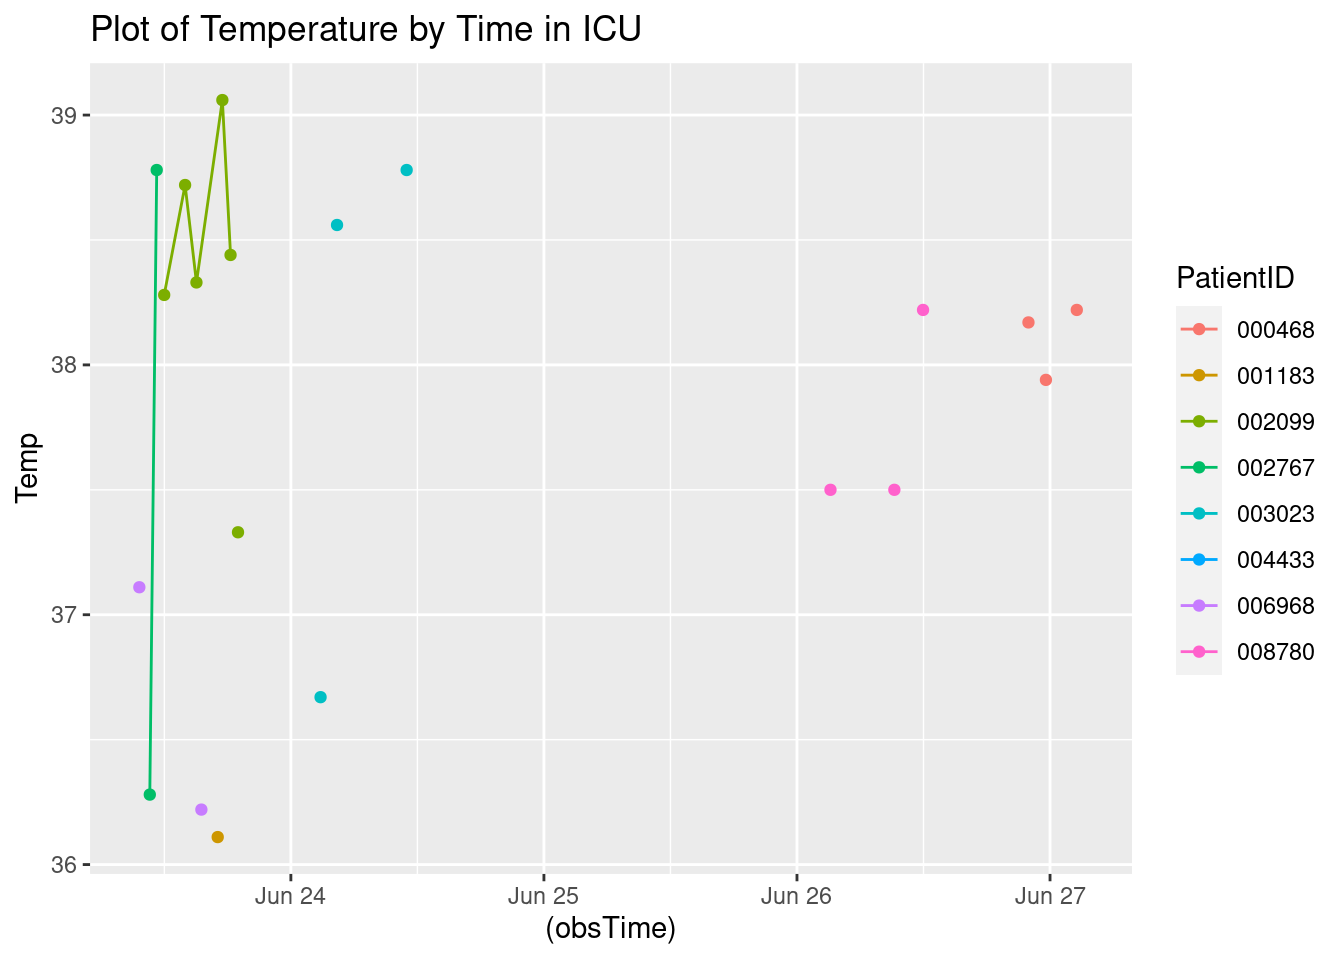 Plot of Temperature by Time in ICU
39
38
37
36
Temp
Jun 24 Jun 25 Jun 26 Jun 27
(obsTime)
PatientID
000468
001183
002099
002767
003023
004433
006968
008780